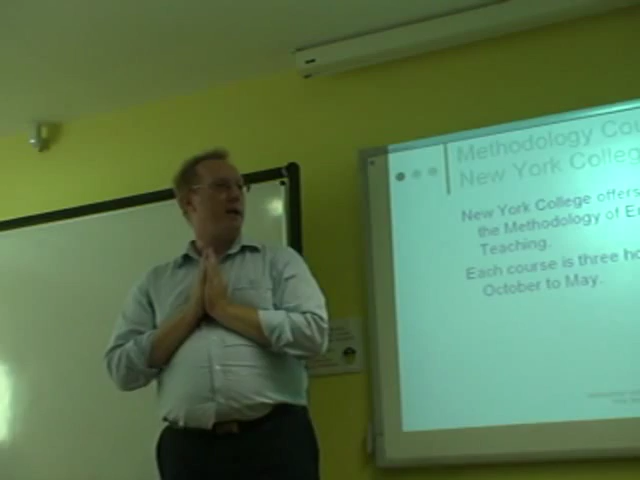 Methodology Cou
New York Colleg
New York College offers
the Methodology of E
Teaching.
Each course is three ho
October to May.